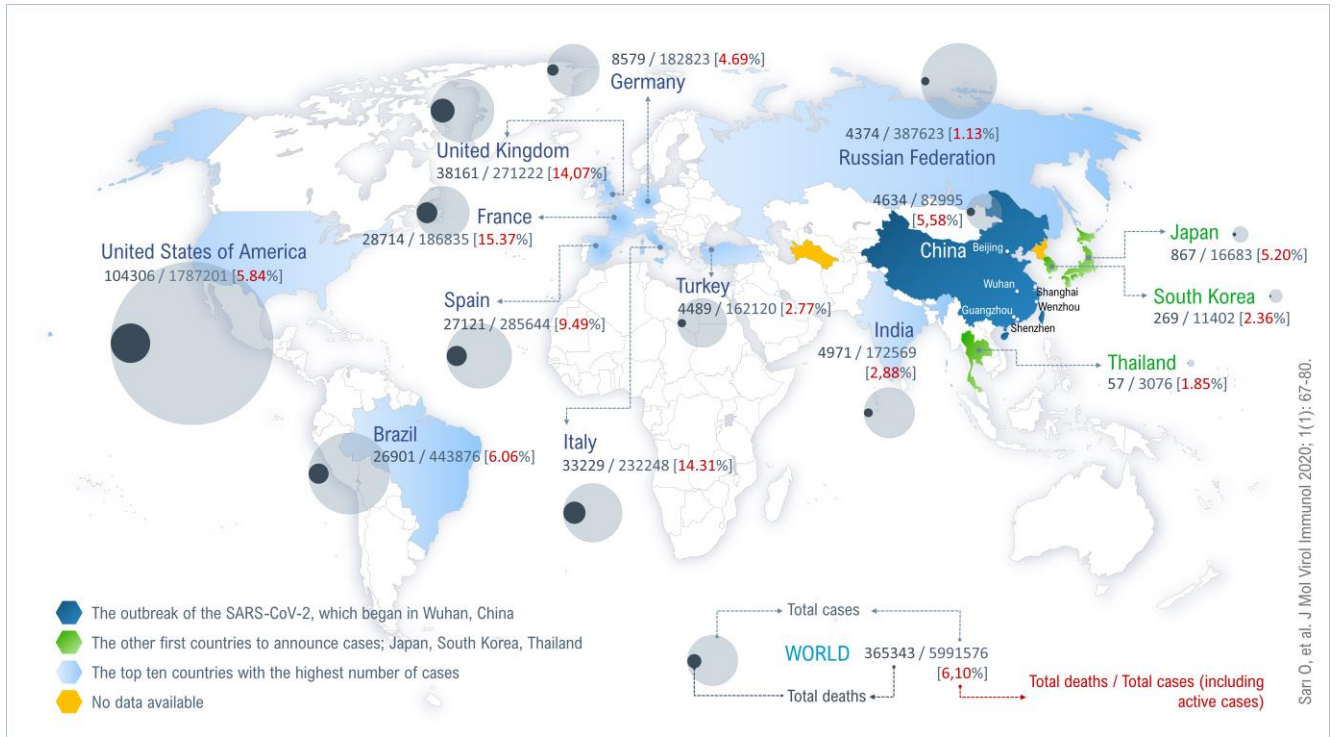 8579 / 182823 [4.69%]
Germany
4374 / 387623 [1.13%]
Russian Federation
United Kingdom
38161 / 271222 [14,07%]
France
28714 / 186835 [15.37%]
United States of America
104306 / 1787201 [5.84%]
4634 / 82995
[5,58%]
China
Beijing
Wuhan
Shanghai
Wenzhou
Guangzhou
Shenzhen
Japan
867 / 16683 [5.20%]
South Korea
269 / 11402 [2.36%]
Thailand
57 / 3076 [1.85%]
Spain
27121 / 285644 [9.49%]
Turkey
4489 / 162120 [2.77%]
India
4971 / 172569
[2,88%]
Brazil
26901 / 443876 [6.06%]
Italy
33229 / 232248 [14.31%]
The outbreak of the SARS-CoV-2, which began in Wuhan, China
The other first countries to announce cases; Japan, South Korea, Thailand
The top ten countries with the highest number of cases
No data available
Total cases
WORLD 365343 / 5991576
[6,10%]
Total deaths
Total deaths / Total cases (including
active cases)
Sarı O, et al. J Mol Virol Immunol 2020; 1(1): 67-80.